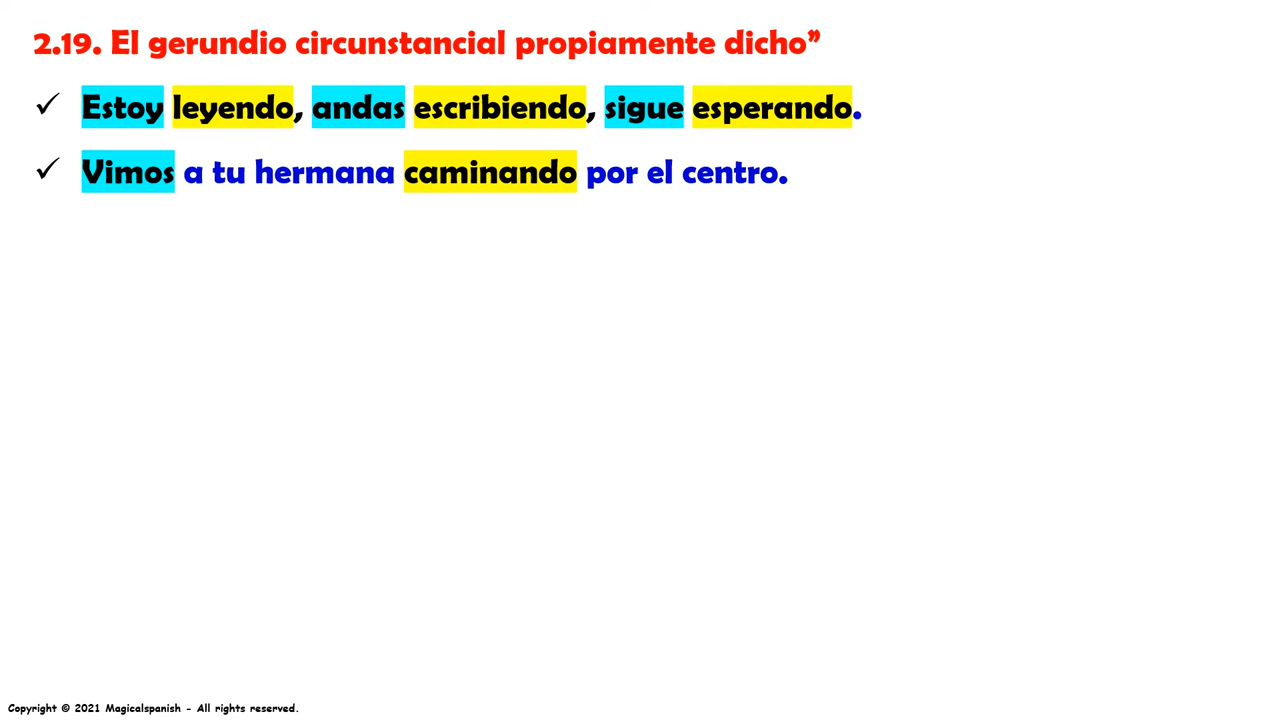 2.19. El gerundio circunstancial propiamente dicho”
✓ Estoy leyendo, andas escribiendo, sigue esperando.
✓ Vimos a tu hermana caminando por el centro.
Copyright © 2021 Magicalspanish - All rights reserved.